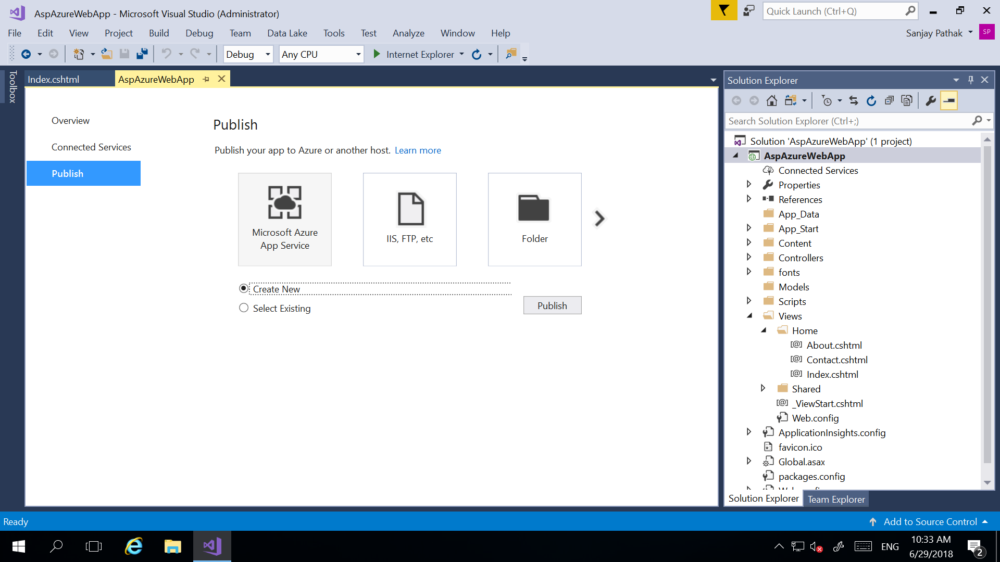 AspAzureWebApp - Microsoft Visual Studio (Administrator)
Quick Launch (Ctrl+Q)
File Edit View Project Build Debug Team Data Lake Tools Test Analyze Window Help
Sanjay Pathak SP
Debug Any CPU Internet Explorer
Toolbox
Index.cshtml
AspAzureWebApp
Overview
Connected Services
Publish
Publish
Publish your app to Azure or another host. Learn more
Microsoft Azure
App Service
IIS, FTP, etc
Folder
Create New
Select Existing
Publish
Solution Explorer
Search Solution Explorer (Ctrl+;)
Solution 'AspAzureWebApp' (1 project)
AspAzureWebApp
Connected Services
Properties
References
App_Data
App_Start
Content
Controllers
fonts
Models
Scripts
Views
Home
About.cshtml
Contact.cshtml
Index.cshtml
Shared
_ViewStart.cshtml
Web.config
ApplicationInsights.config
favicon.ico
Global.asax
packages.config
Solution Explorer Team Explorer
Ready
Add to Source Control
ENG
10:33 AM
6/29/2018
2